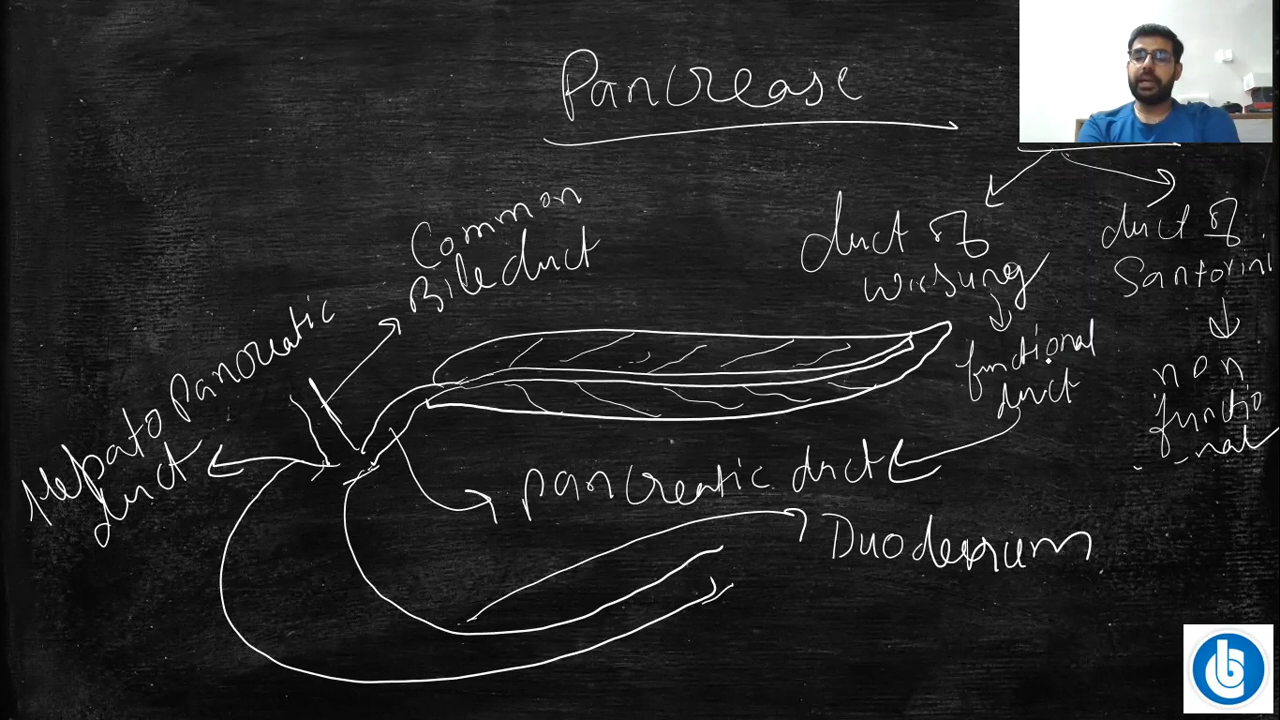 Pancrease
Common
Bile duct
duct of
wirsung
functional
duct
duct of
Santorini
non
functio
-nal
Hepato Pancreatic
duct
Pancreatic duct
Duodenum